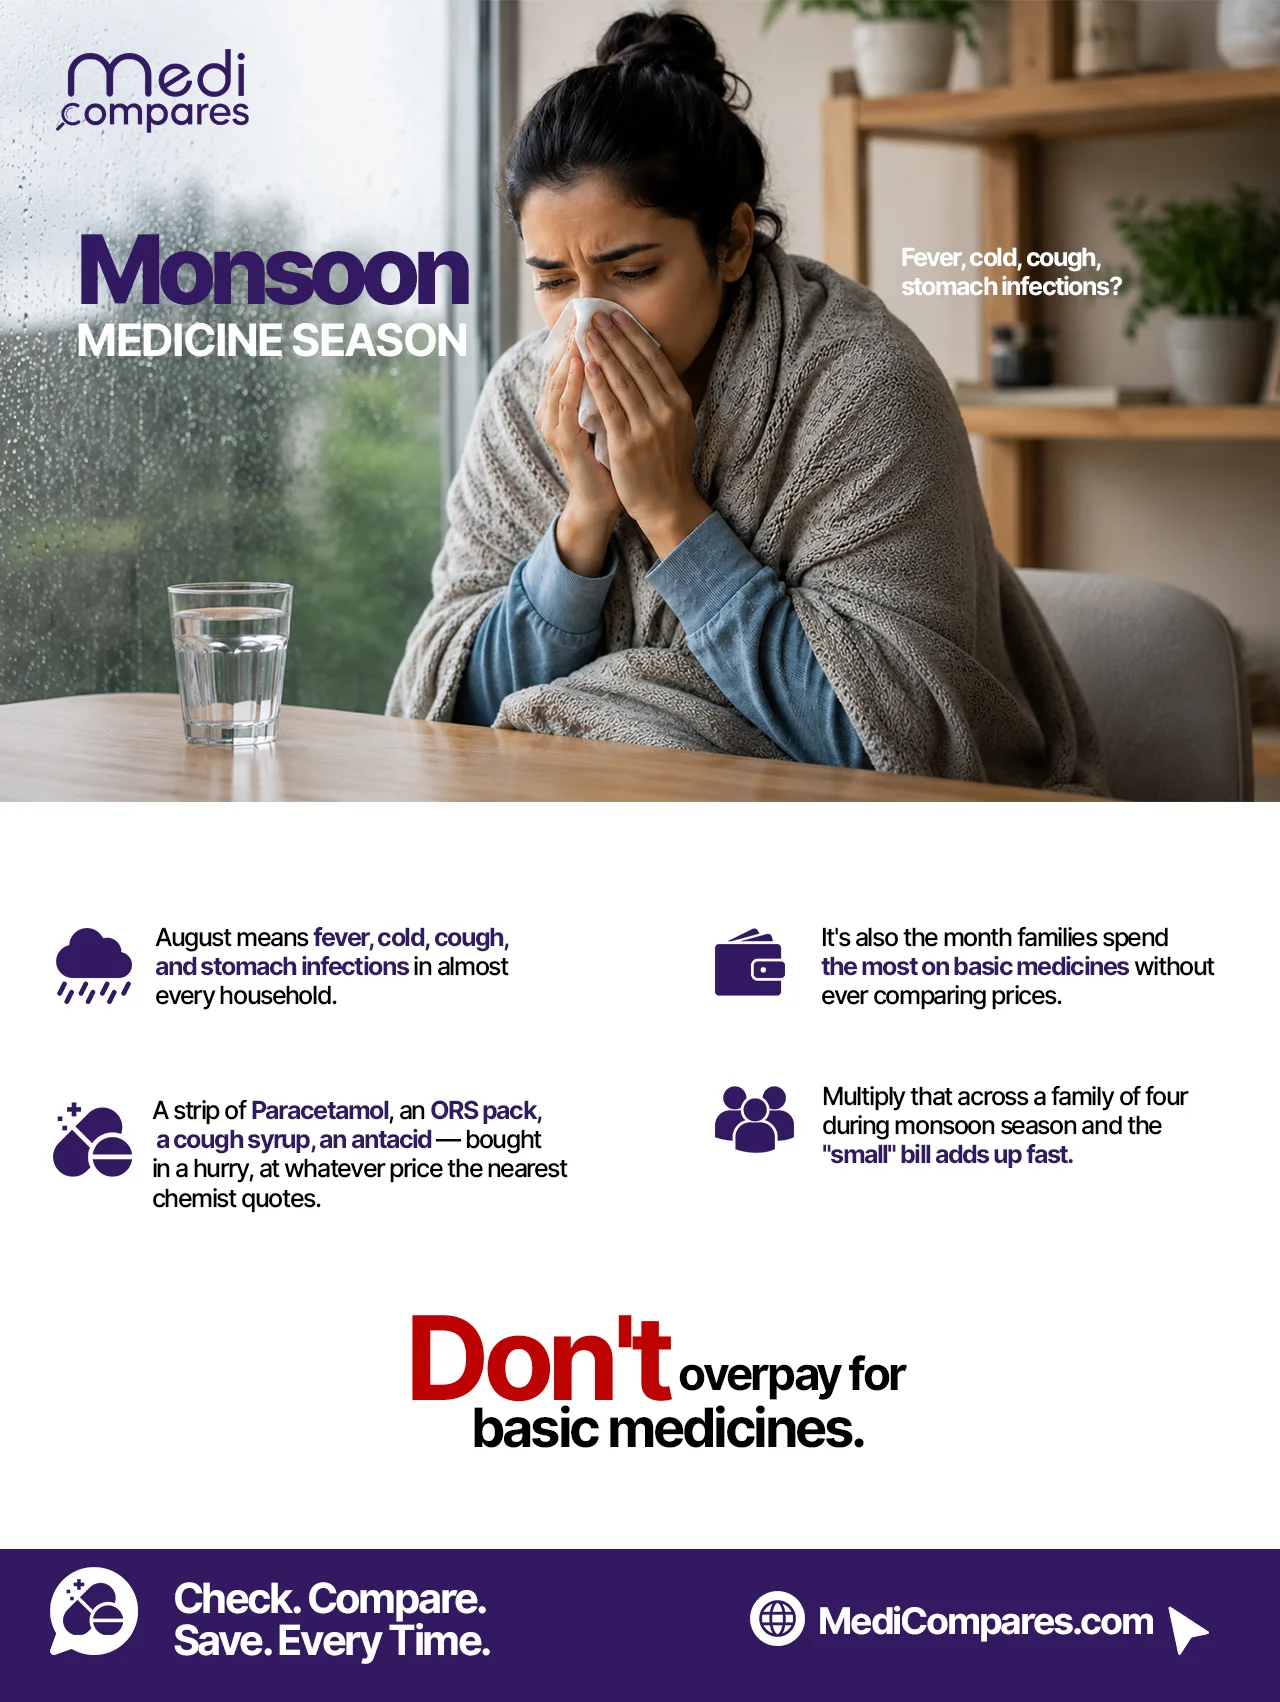 medi
compares
Monsoon
MEDICINE SEASON
Fever, cold, cough,
stomach infections?
August means fever, cold, cough,
and stomach infections in almost
every household.
It's also the month families spend
the most on basic medicines without
ever comparing prices.
A strip of Paracetamol, an ORS pack,
a cough syrup, an antacid — bought
in a hurry, at whatever price the nearest
chemist quotes.
Multiply that across a family of four
during monsoon season and the
"small" bill adds up fast.
Don't overpay for
basic medicines.
Check. Compare.
Save. Every Time.
MediCompares.com